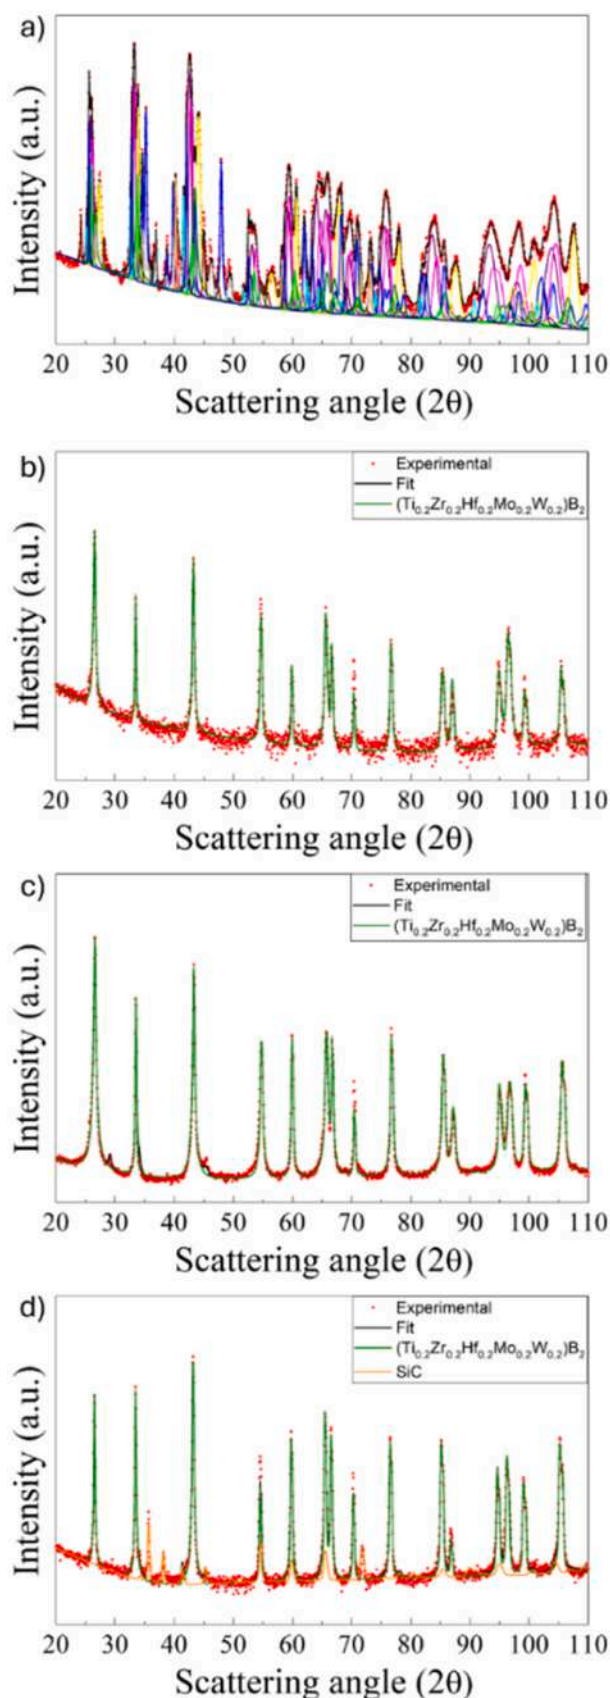 a)
Intensity (a.u.)
20 30 40 50 60 70 80 90 100 110
Scattering angle (2θ)
b)
Experimental
Fit
(Ti₀.₂Zr₀.₂Hf₀.₂Mo₀.₂W₀.₂)B₂
Intensity (a.u.)
20 30 40 50 60 70 80 90 100 110
Scattering angle (2θ)
c)
Experimental
Fit
(Ti₀.₂Zr₀.₂Hf₀.₂Mo₀.₂W₀.₂)B₂
Intensity (a.u.)
20 30 40 50 60 70 80 90 100 110
Scattering angle (2θ)
d)
Experimental
Fit
(Ti₀.₂Zr₀.₂Hf₀.₂Mo₀.₂W₀.₂)B₂
SiC
Intensity (a.u.)
20 30 40 50 60 70 80 90 100 110
Scattering angle (2θ)